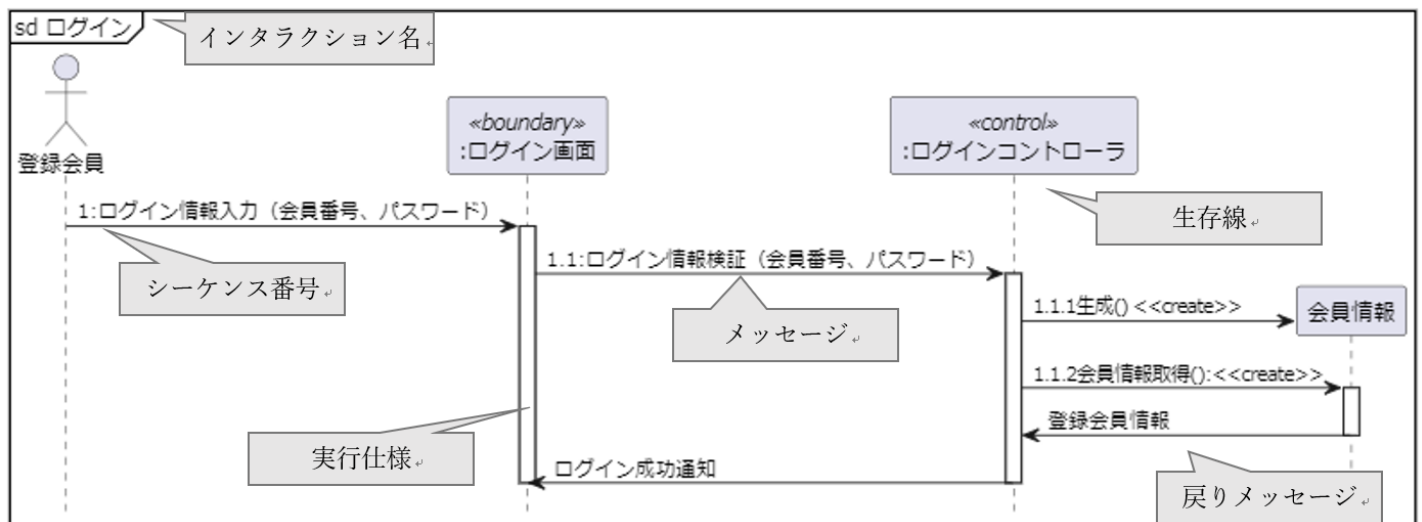 sd ログイン
インタラクション名
登録会員
«boundary»
:ログイン画面
«control»
:ログインコントローラ
1:ログイン情報入力（会員番号、パスワード）
生存線
シーケンス番号
1.1:ログイン情報検証（会員番号、パスワード）
メッセージ
1.1.1生成() <<create>>
会員情報
1.1.2会員情報取得():<<create>>
登録会員情報
実行仕様
ログイン成功通知
戻りメッセージ